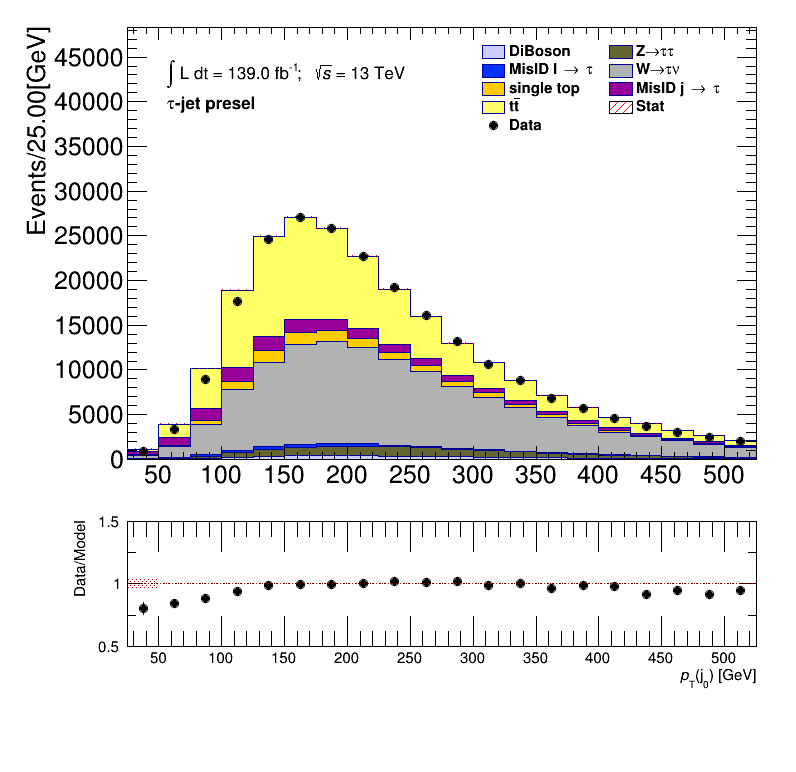 Events/25.00[GeV]
45000
40000
35000
30000
25000
20000
15000
10000
5000
0
∫ L dt = 139.0 fb⁻¹; √s = 13 TeV
τ-jet presel
DiBoson
Z→ττ
MisID l → τ
W→τν
single top
MisID j → τ
tt̄
Stat
Data
50 100 150 200 250 300 350 400 450 500
Data/Model
1.5
1
0.5
50 100 150 200 250 300 350 400 450 500
p_T(j_0) [GeV]